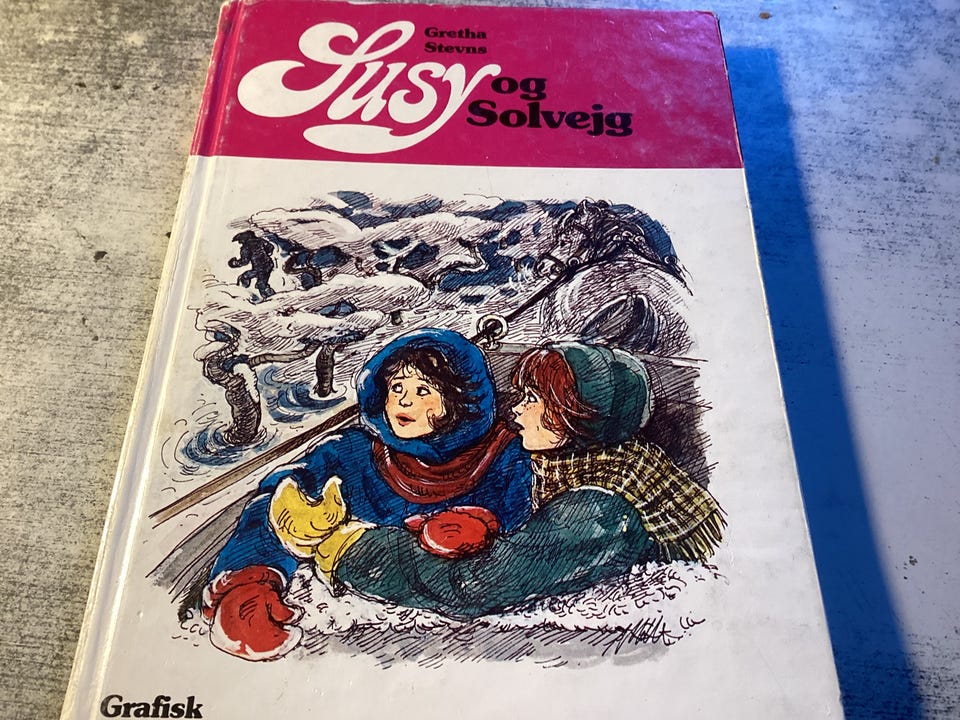 Gretha
Stevns
Susy og
Solvejg
Grafisk